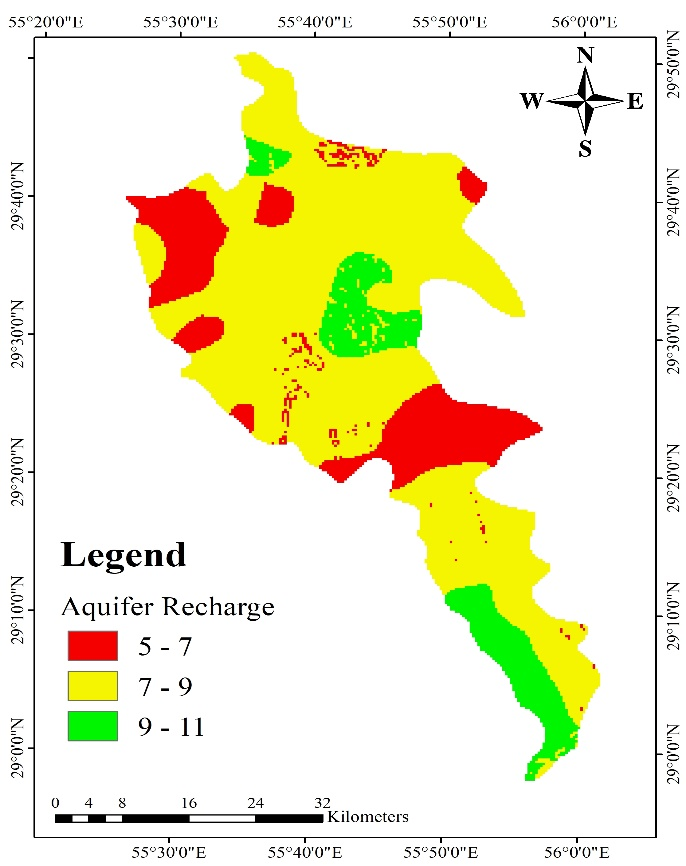 55°20'0"E 55°30'0"E 55°40'0"E 55°50'0"E 56°0'0"E
N
W E
S
29°50'0"N
29°40'0"N 29°40'0"N
29°30'0"N 29°30'0"N
29°20'0"N 29°20'0"N
Legend
Aquifer Recharge
29°10'0"N 29°10'0"N
5 - 7
7 - 9
9 - 11
29°0'0"N 29°0'0"N
0 4 8 16 24 32
Kilometers
55°30'0"E 55°40'0"E 55°50'0"E 56°0'0"E